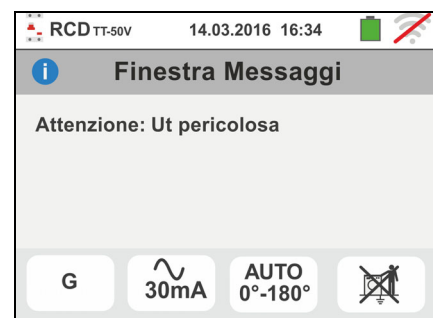 RCD TT-50V 14.03.2016 16:34
i Finestra Messaggi
Attenzione: Ut pericolosa
G 30mA AUTO
0°-180°